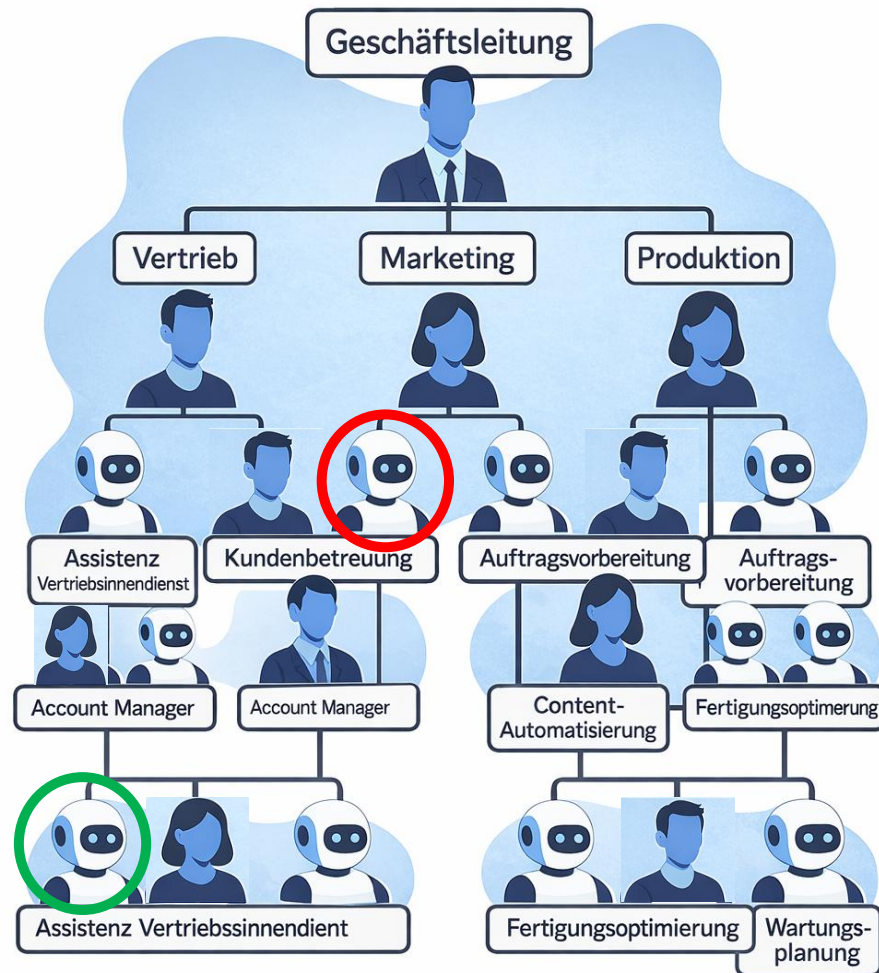 Geschäftsleitung
Vertrieb
Marketing
Produktion
Assistenz
Vertriebsinnendienst
Kundenbetreuung
Auftragsvorbereitung
Auftrags-
vorbereitung
Account Manager
Account Manager
Content-
Automatisierung
Fertigungsoptimerung
Assistenz Vertriebssinnendient
Fertigungsoptimierung
Wartungs-
planung